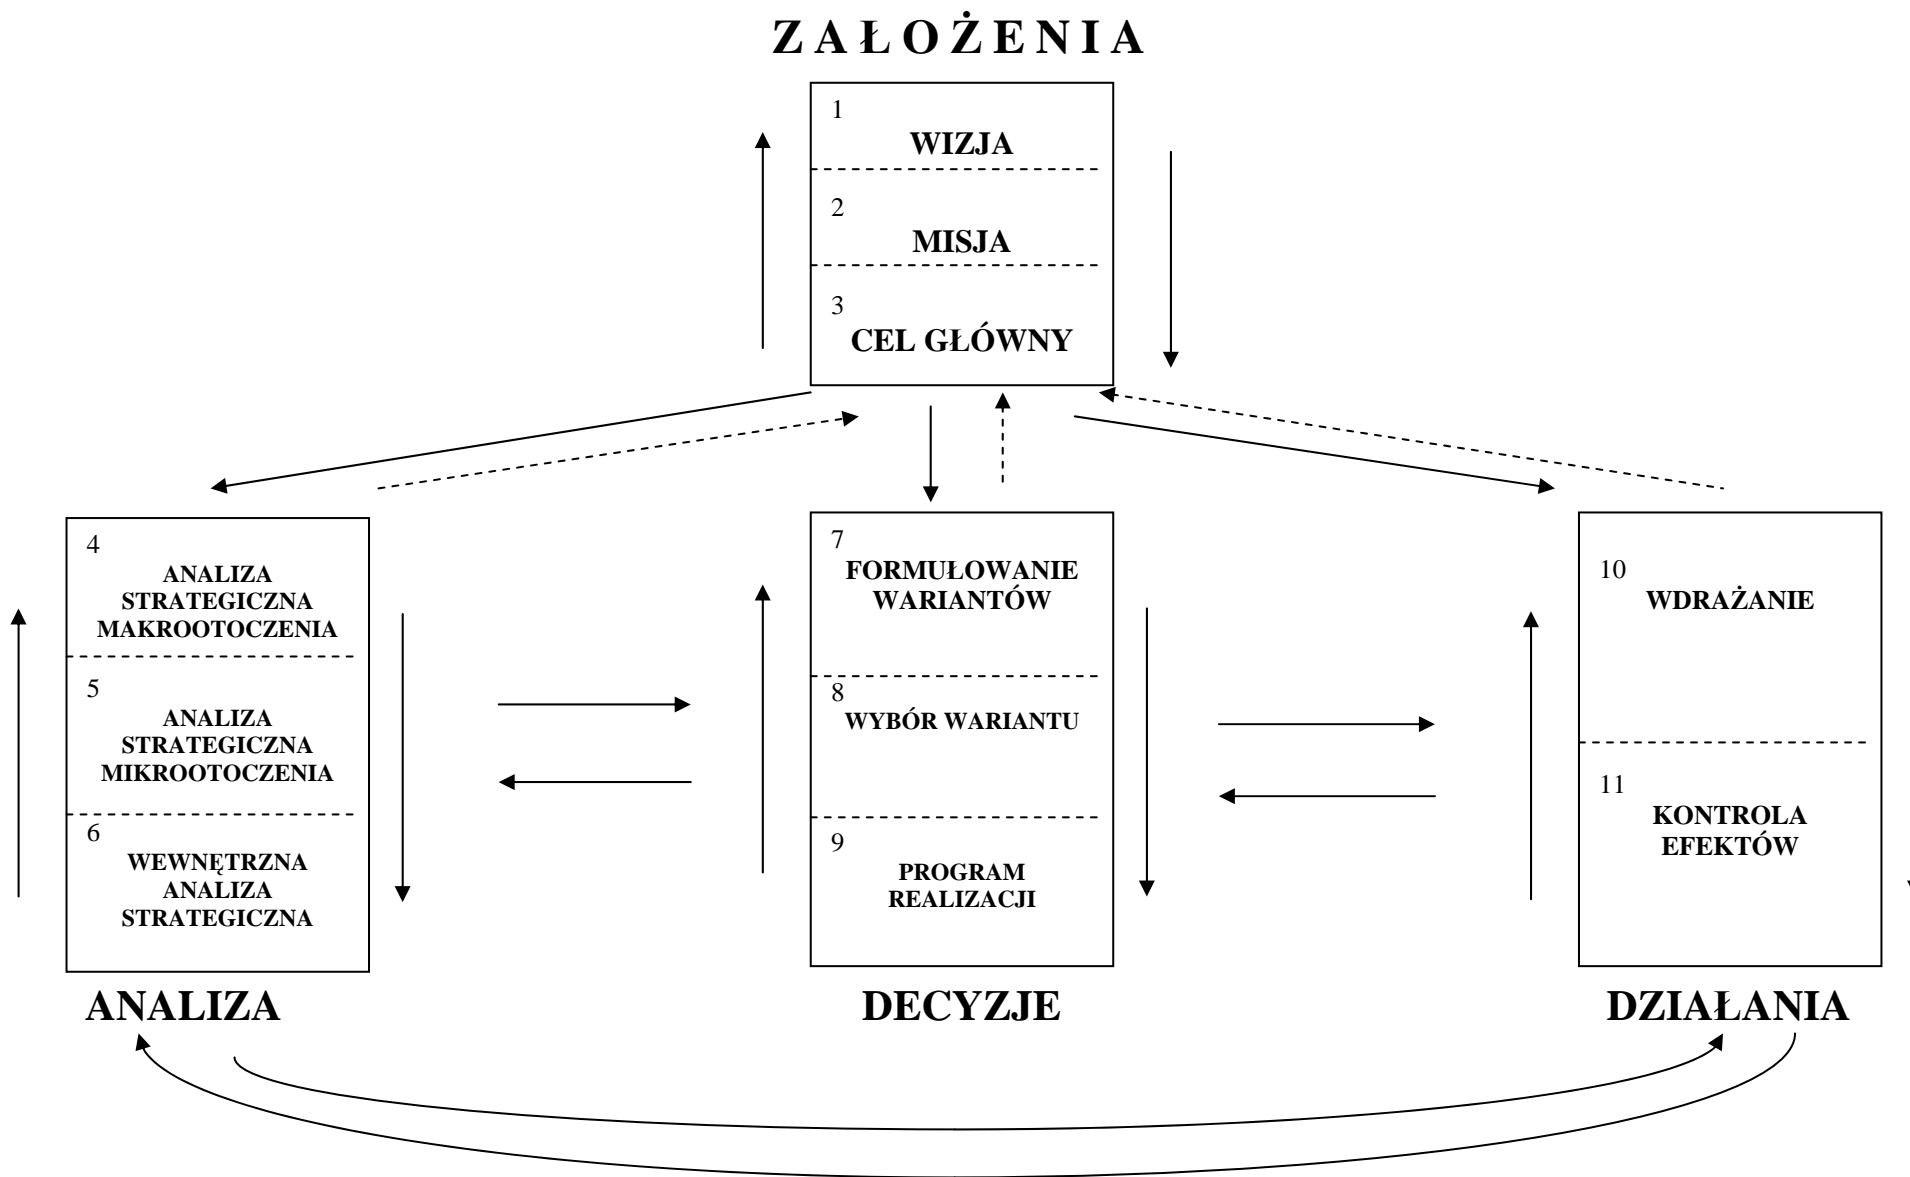 ZAŁOŻENIA
1
WIZJA
2
MISJA
3
CEL GŁÓWNY
4
ANALIZA
STRATEGICZNA
MAKROOTOCZENIA
5
ANALIZA
STRATEGICZNA
MIKROOTOCZENIA
6
WEWNĘTRZNA
ANALIZA
STRATEGICZNA
ANALIZA
7
FORMUŁOWANIE
WARIANTÓW
8
WYBÓR WARIANTU
9
PROGRAM
REALIZACJI
DECYZJE
10
WDRAŻANIE
11
KONTROLA
EFEKTÓW
DZIAŁANIA